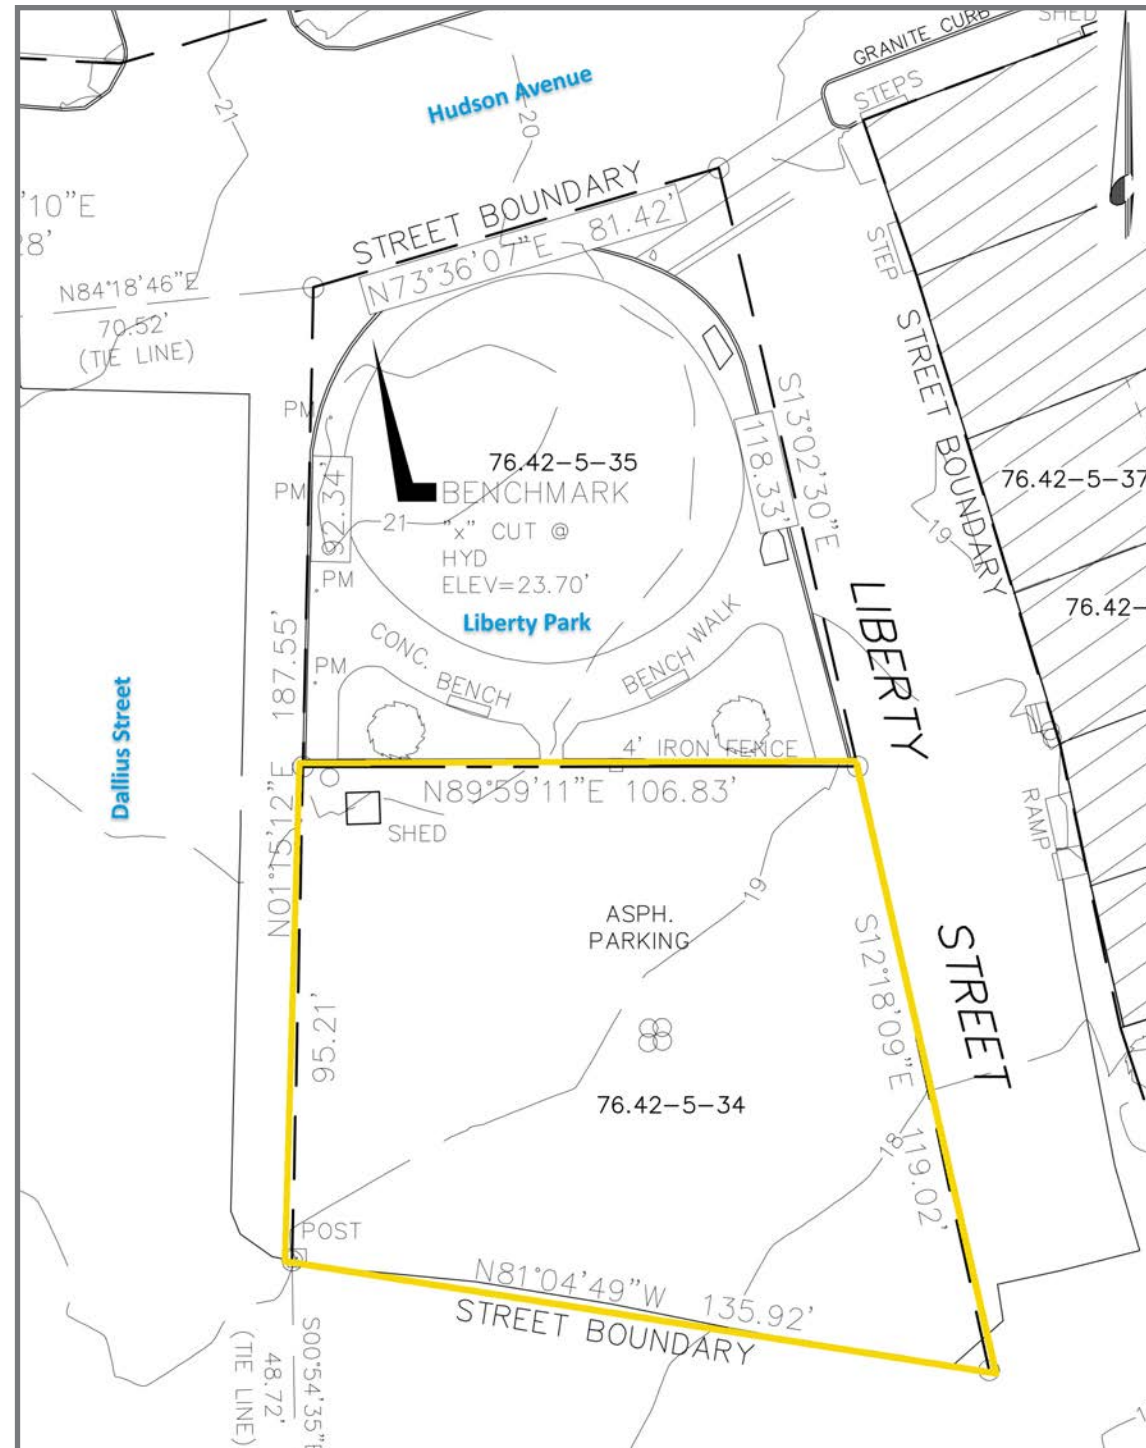 SHED
GRANITE CURB
STEPS
Hudson Avenue
21
20
'10"E
8'
STREET BOUNDARY
N73°36'07"E 81.42'
N84°18'46"E
70.52'
(TIE LINE)
STEP
STREET BOUNDARY
PM
S13°02'30"E
118.33'
76.42-5-35
76.42-5-37
PM
92.34'
BENCHMARK
21
"x" CUT @
HYD
ELEV=23.70'
19
PM
76.42-
Liberty Park
LIBERTY
STREET
187.55'
N01°15'12"E
PM
CONC. BENCH
BENCH WALK
Dallius Street
4' IRON FENCE
N89°59'11"E 106.83'
SHED
RAMP
19
ASPH.
PARKING
S12°18'09"E
119.02'
95.21'
76.42-5-34
18
POST
N81°04'49"W 135.92'
STREET BOUNDARY
S00°54'35"E
48.72'
(TIE LINE)